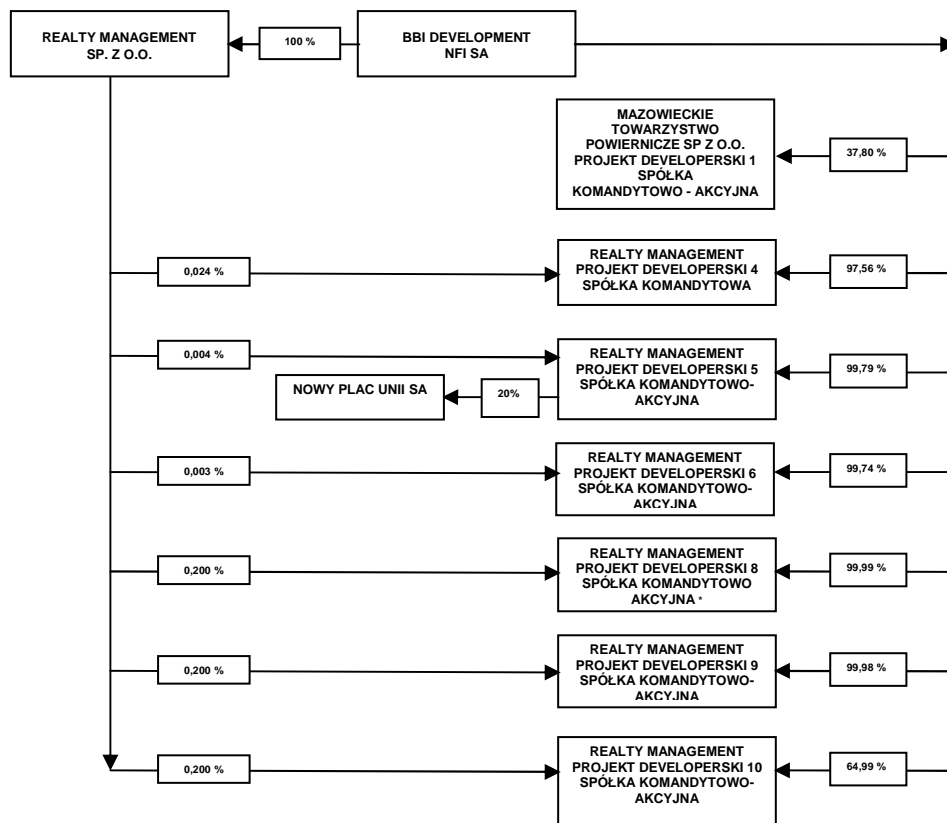 REALTY MANAGEMENT
SP. Z O.O.
100 %
BBI DEVELOPMENT
NFI SA
MAZOWIECKIE
TOWARZYSTWO
POWIERNICZE SP Z O.O.
PROJEKT DEVELOPERSKI 1
SPÓŁKA
KOMANDYTOWO - AKCYJNA
37,80 %
0,024 %
REALTY MANAGEMENT
PROJEKT DEVELOPERSKI 4
SPÓŁKA KOMANDYTOWA
97,56 %
0,004 %
REALTY MANAGEMENT
PROJEKT DEVELOPERSKI 5
SPÓŁKA KOMANDYTOWO-
AKCYJNA
99,79 %
NOWY PLAC UNII SA
20%
0,003 %
REALTY MANAGEMENT
PROJEKT DEVELOPERSKI 6
SPÓŁKA KOMANDYTOWO-
AKCYJNA
99,74 %
0,200 %
REALTY MANAGEMENT
PROJEKT DEVELOPERSKI 8
SPÓŁKA KOMANDYTOWO
AKCYJNA *
99,99 %
0,200 %
REALTY MANAGEMENT
PROJEKT DEVELOPERSKI 9
SPÓŁKA KOMANDYTOWO-
AKCYJNA
99,98 %
0,200 %
REALTY MANAGEMENT
PROJEKT DEVELOPERSKI 10
SPÓŁKA KOMANDYTOWO-
AKCYJNA
64,99 %